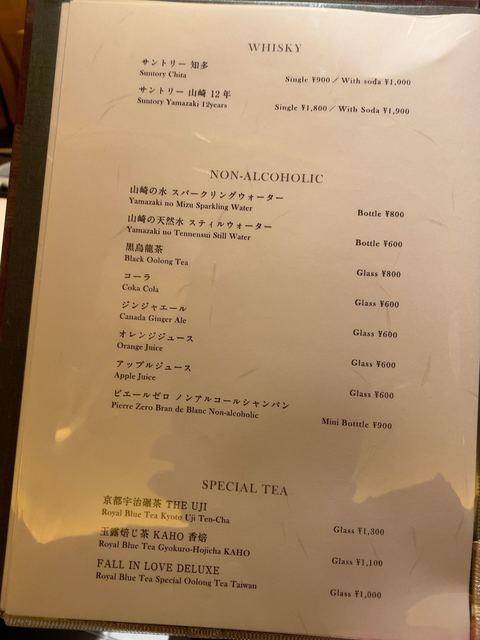 WHISKY
サントリー 知多
Suntory Chita
Single ¥900 / With soda ¥1,000
サントリー 山崎 12年
Suntory Yamazaki 12years
Single ¥1,800 / With Soda ¥1,900
NON-ALCOHOLIC
山崎の水 スパークリングウォーター
Yamazaki no Mizu Sparkling Water
Bottle ¥800
山崎の天然水 スティルウォーター
Yamazaki no Tennensui Still Water
Bottle ¥600
黒烏龍茶
Black Oolong Tea
Glass ¥800
コーラ
Coka Cola
Glass ¥600
ジンジャエール
Canada Ginger Ale
Glass ¥600
オレンジジュース
Orange Juice
Glass ¥600
アップルジュース
Apple Juice
Glass ¥600
ピエールゼロ ノンアルコールシャンパン
Pierre Zero Bran de Blanc Non-alcoholic
Mini Botttle ¥900
SPECIAL TEA
京都宇治碾茶 THE UJI
Royal Blue Tea Kyoto Uji Ten-Cha
Glass ¥1,300
玉露焙じ茶 KAHO 香焙
Royal Blue Tea Gyokuro-Hojicha KAHO
Glass ¥1,100
FALL IN LOVE DELUXE
Royal Blue Tea Special Oolong Tea Taiwan
Glass ¥1,000